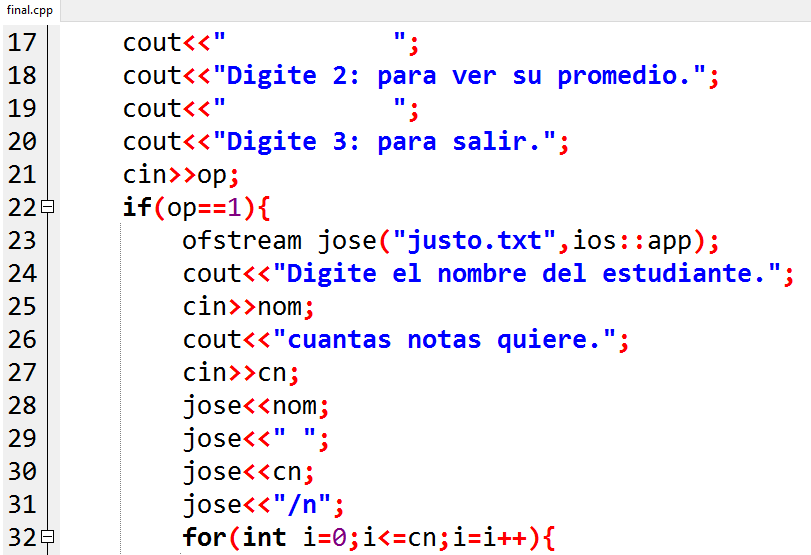 final.cpp
17 cout<<"           ";
18 cout<<"Digite 2: para ver su promedio.";
19 cout<<"           ";
20 cout<<"Digite 3: para salir.";
21 cin>>op;
22 if(op==1){
23 ofstream jose("justo.txt",ios::app);
24 cout<<"Digite el nombre del estudiante.";
25 cin>>nom;
26 cout<<"cuantas notas quiere.";
27 cin>>cn;
28 jose<<nom;
29 jose<<" ";
30 jose<<cn;
31 jose<<"/n";
32 for(int i=0;i<=cn;i=i++){